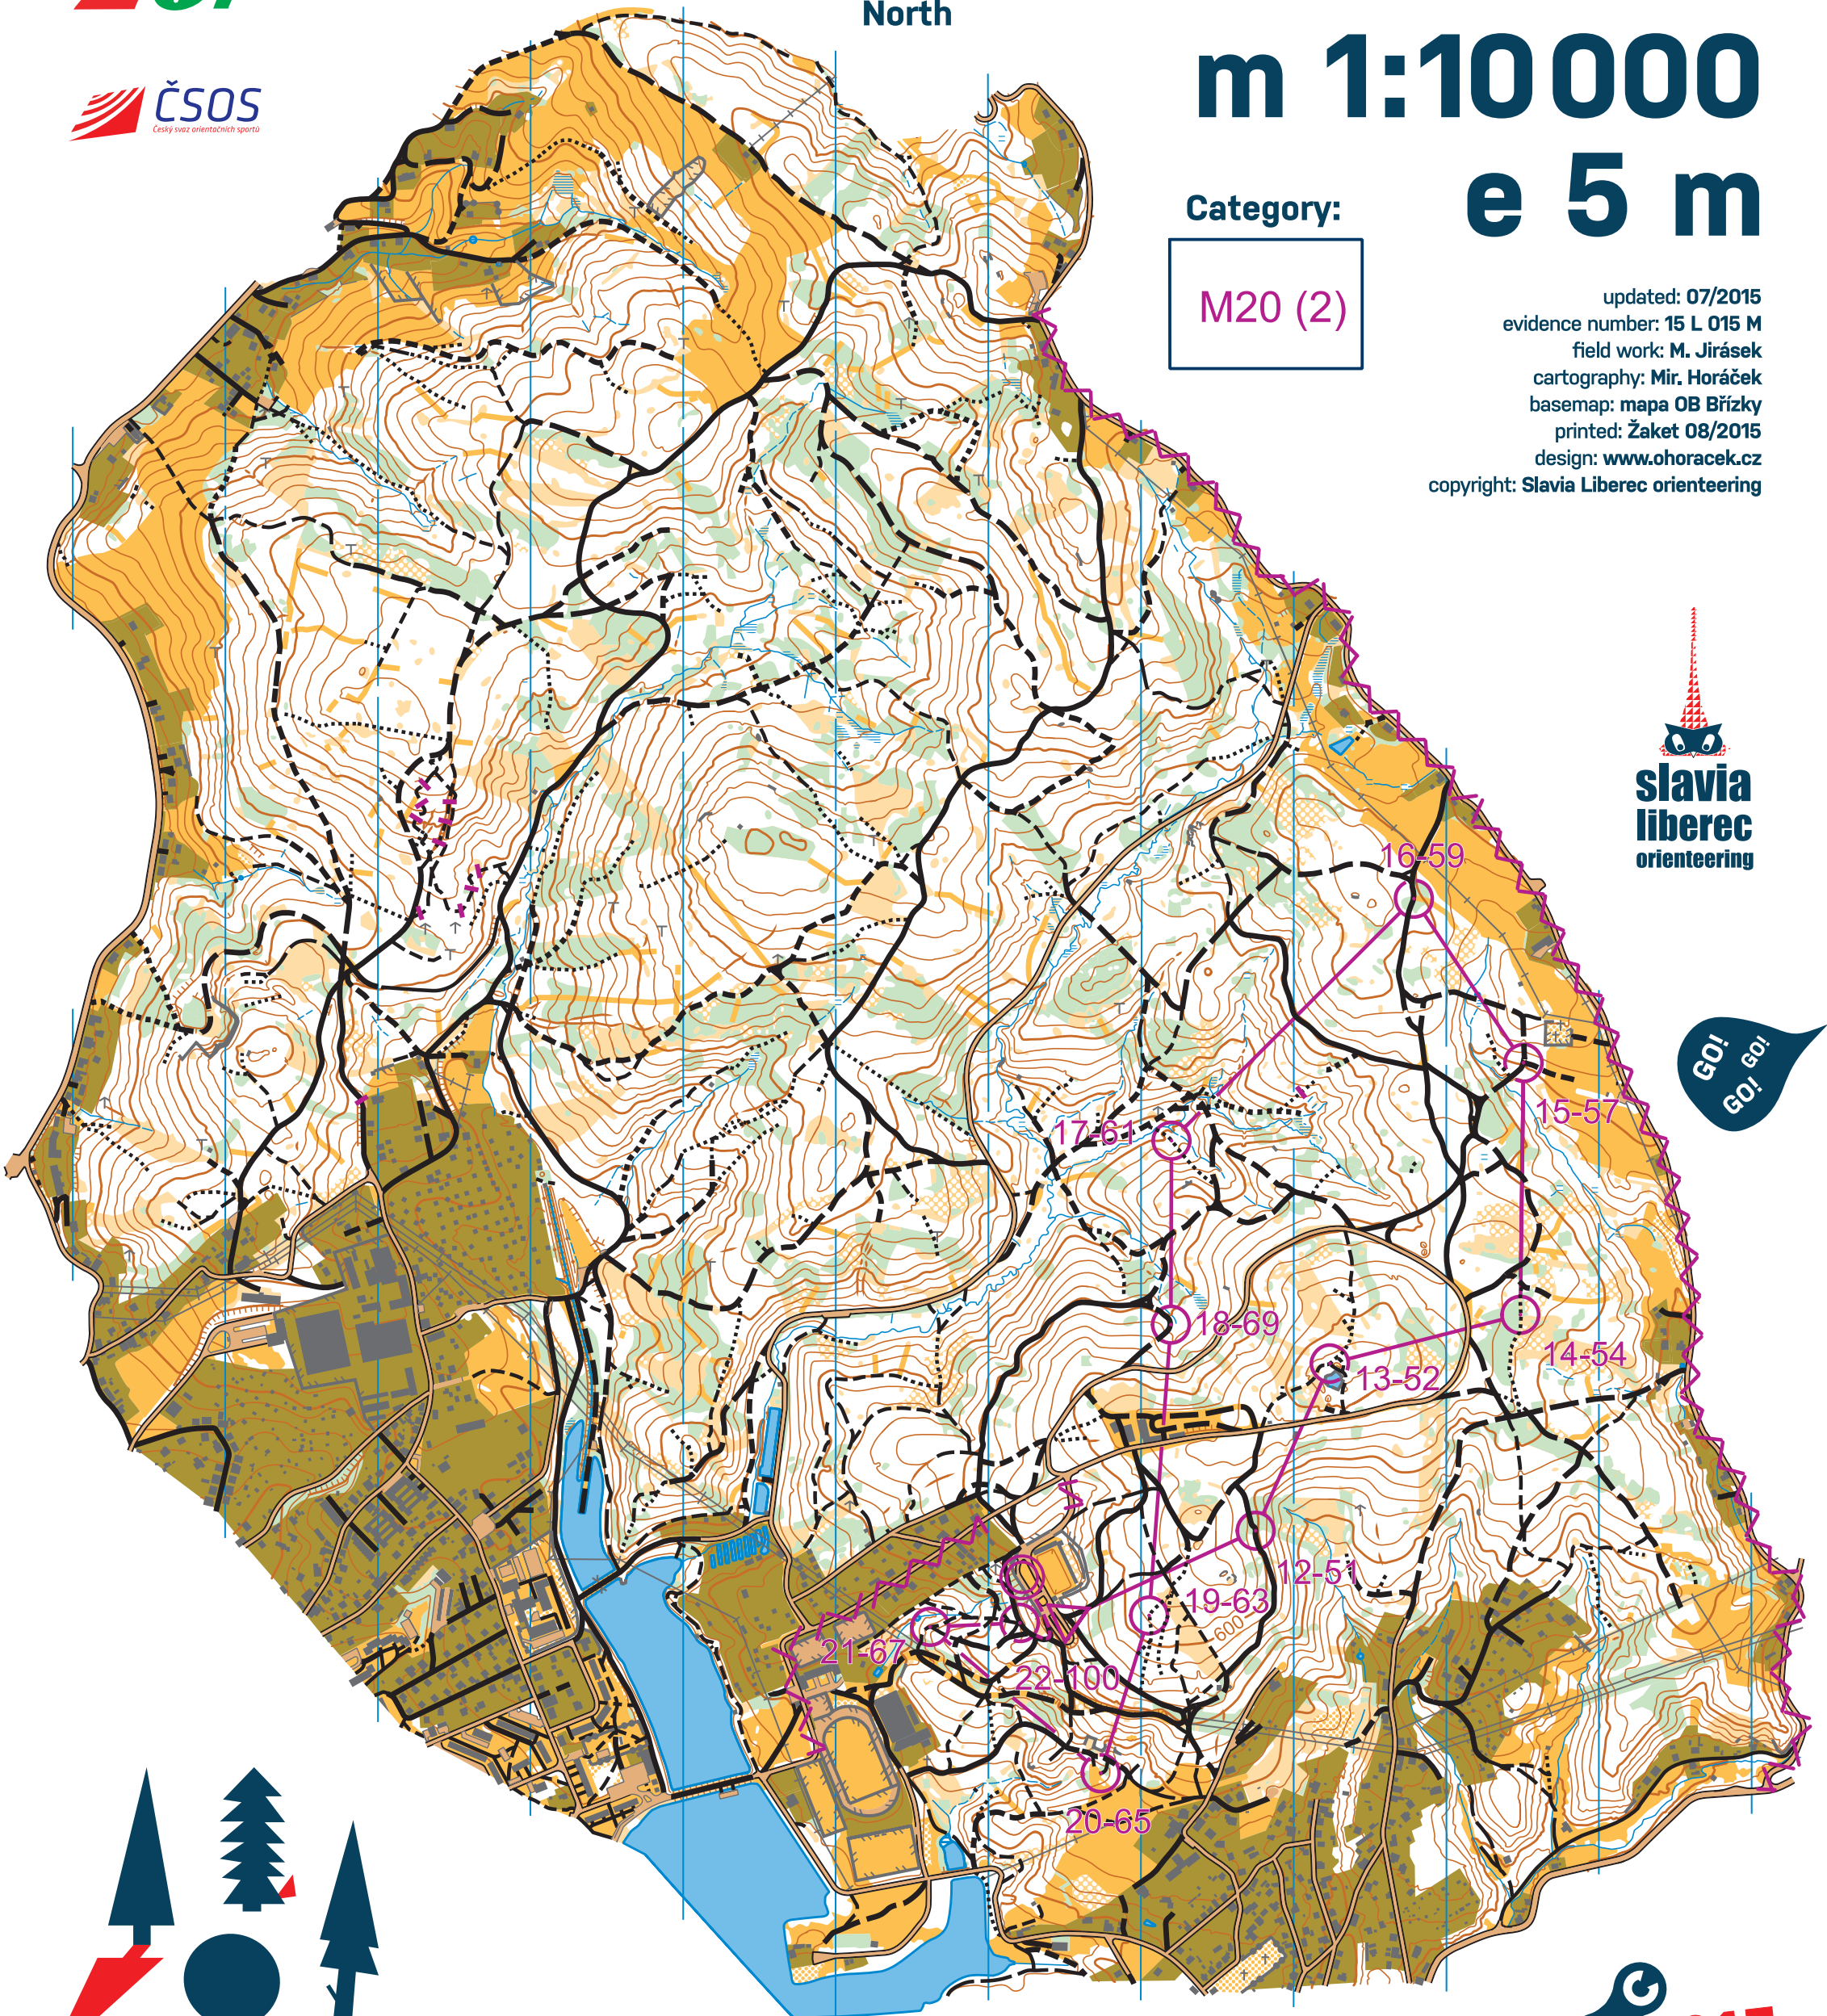 North
m 1:10 000
e 5 m
ČSOS
Český svaz orientačních sportů
Category:
M20 (2)
updated: 07/2015
evidence number: 15 L 015 M
field work: M. Jirásek
cartography: Mir. Horáček
basemap: mapa OB Břízky
printed: Žaket 08/2015
design: www.ohoracek.cz
copyright: Slavia Liberec orienteering
slavia
liberec
orienteering
16-59
GO!
GO!
GO!
15-57
17-61
18-69
14-54
13-52
12-51
19-63
600
21-67
22-100
20-65